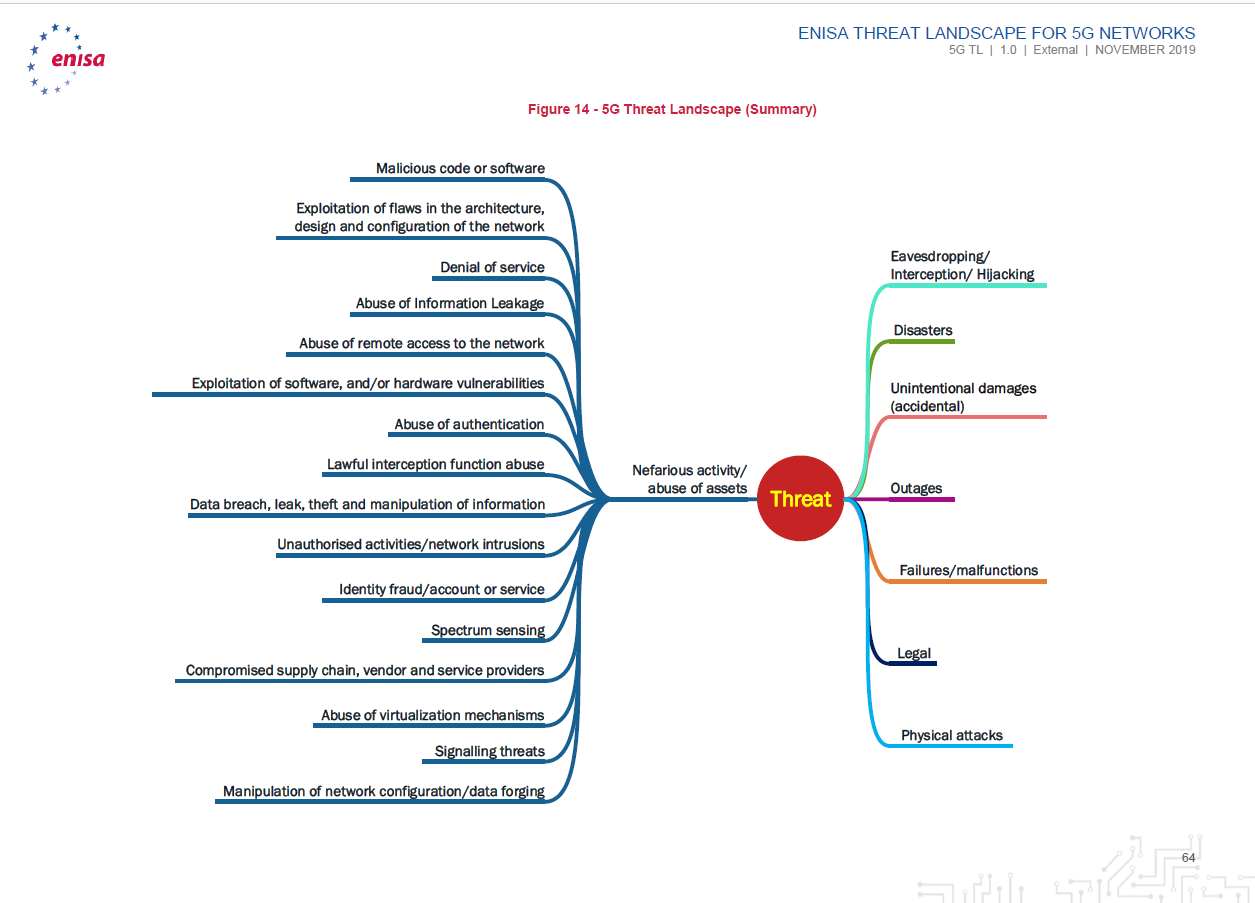 enisa
ENISA THREAT LANDSCAPE FOR 5G NETWORKS
5G TL | 1.0 | External | NOVEMBER 2019
Figure 14 - 5G Threat Landscape (Summary)
Malicious code or software
Exploitation of flaws in the architecture,
design and configuration of the network
Denial of service
Abuse of Information Leakage
Abuse of remote access to the network
Exploitation of software, and/or hardware vulnerabilities
Abuse of authentication
Lawful interception function abuse
Data breach, leak, theft and manipulation of information
Unauthorised activities/network intrusions
Identity fraud/account or service
Spectrum sensing
Compromised supply chain, vendor and service providers
Abuse of virtualization mechanisms
Signalling threats
Manipulation of network configuration/data forging
Nefarious activity/
abuse of assets
Threat
Eavesdropping/
Interception/ Hijacking
Disasters
Unintentional damages
(accidental)
Outages
Failures/malfunctions
Legal
Physical attacks
64